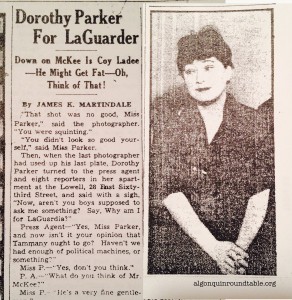 Dorothy Parker
For LaGuarder
Down on McKee Is Coy Ladee
—He Might Get Fat—Oh,
Think of That!
By JAMES K. MARTINDALE
"That shot was no good, Miss
Parker," said the photographer.
"You were squinting."
"You didn't look so good your-
self," said Miss Parker.
Then, when the last photographer
had used up his last plate, Dorothy
Parker turned to the press agent
and eight reporters in her apart-
ment at the Lowell, 28 East Sixty-
third Street, and said with a sigh,
"Now, aren't you boys supposed to
ask me something? Say, Why am I
for LaGuardia?"
Press Agent—"Yes, Miss Parker,
and now isn't it your opinion that
Tammany ought to go? Haven't we
had enough of political machines, or
something?"
Miss P.—"Yes, don't you think."
P. A.—"What do you think of Mr.
McKee?"
Miss P.—"He's a very fine gentle-
algonquinroundtable.org